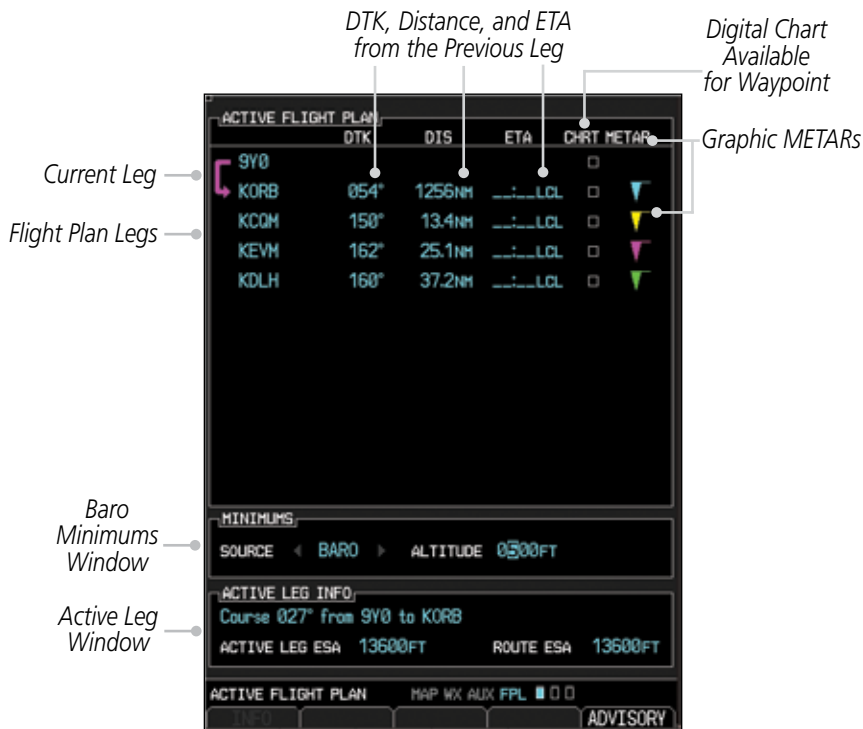 DTK, Distance, and ETA
from the Previous Leg
Digital Chart
Available
for Waypoint
Graphic METARs
Current Leg
Flight Plan Legs
Baro
Minimums
Window
Active Leg
Window
ACTIVE FLIGHT PLAN
DTK DIS ETA CHRT METAR
9Y0
KORB 054° 1256NM __:__LCL
KCQM 150° 13.4NM __:__LCL
KEVM 162° 25.1NM __:__LCL
KDLH 160° 37.2NM __:__LCL
MINIMUMS
SOURCE BARO ALTITUDE 0500FT
ACTIVE LEG INFO
Course 027° from 9Y0 to KORB
ACTIVE LEG ESA 13600FT ROUTE ESA 13600FT
ACTIVE FLIGHT PLAN MAP WX AUX FPL
INFO ADVISORY